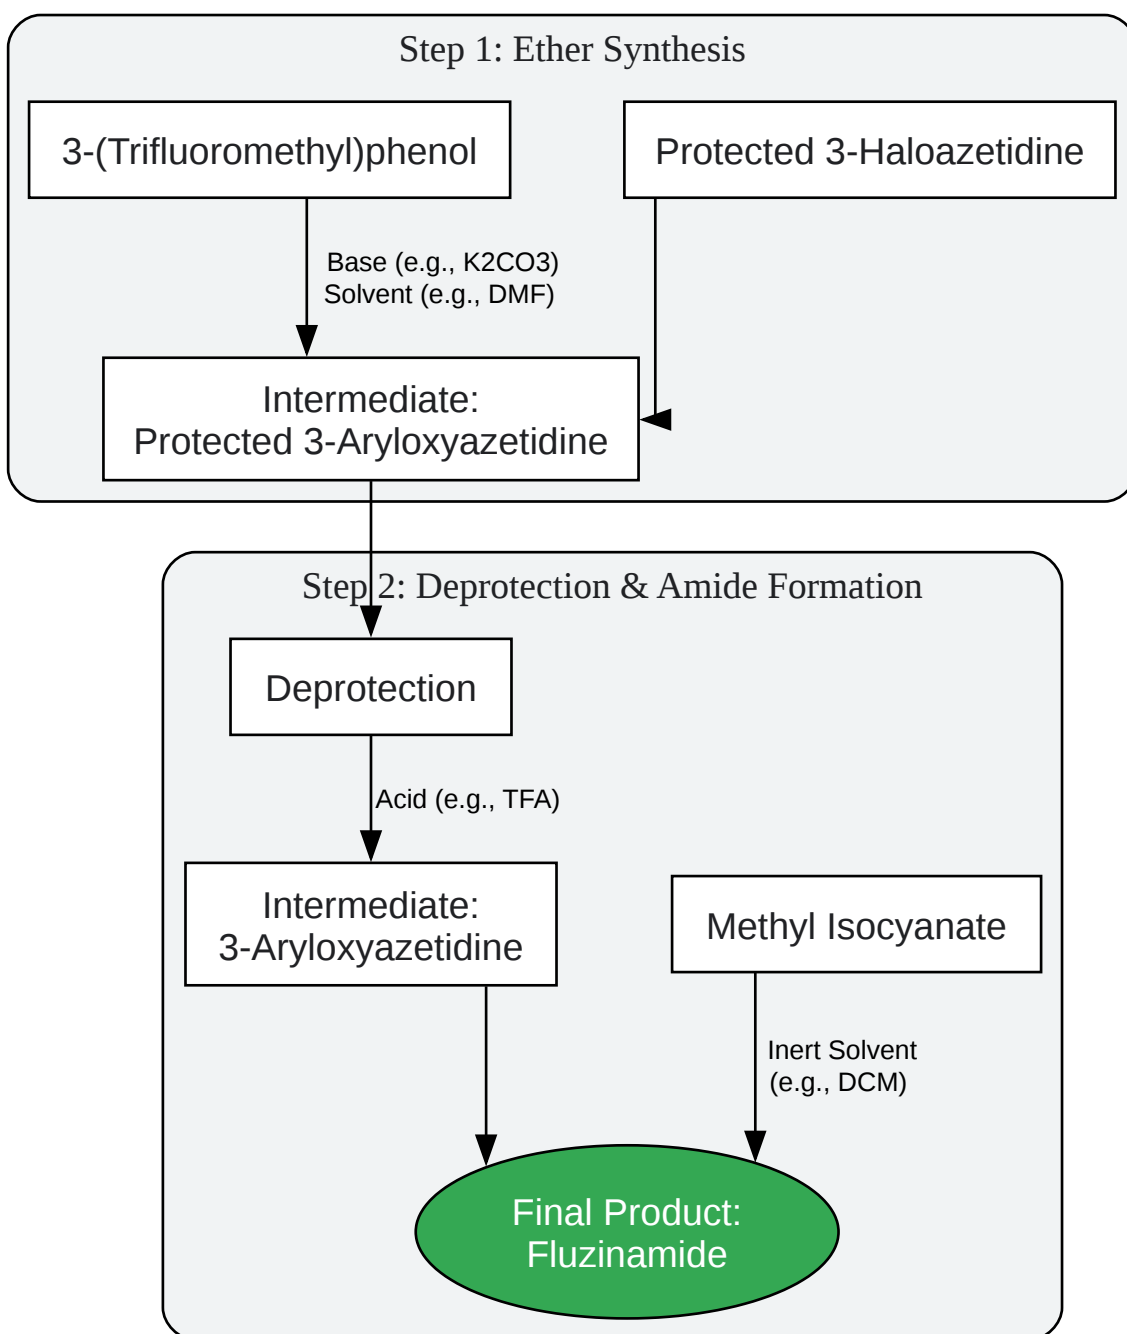 Step 1: Ether Synthesis
3-(Trifluoromethyl)phenol
Protected 3-Haloazetidine
Base (e.g., K2CO3)
Solvent (e.g., DMF)
Intermediate:
Protected 3-Aryloxyazetidine
Step 2: Deprotection & Amide Formation
Deprotection
Acid (e.g., TFA)
Intermediate:
3-Aryloxyazetidine
Methyl Isocyanate
Inert Solvent
(e.g., DCM)
Final Product:
Fluzinamide